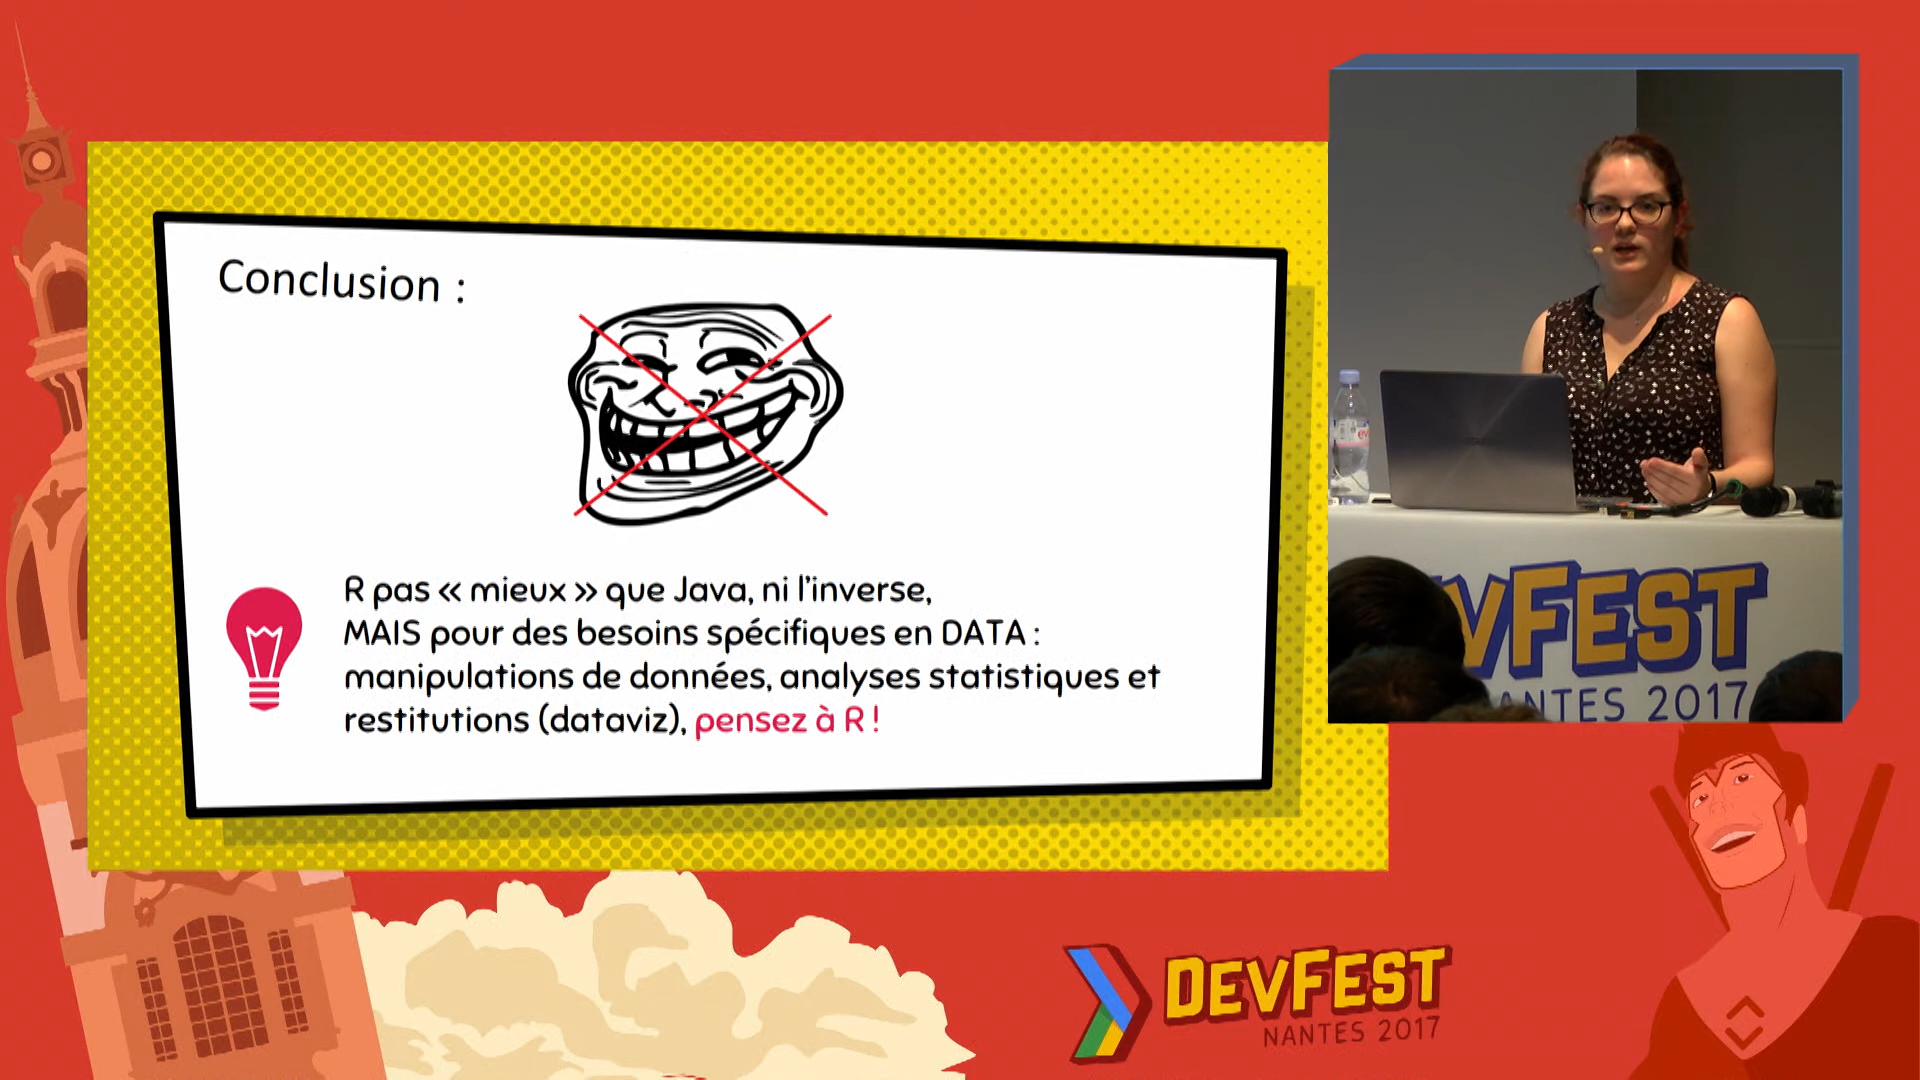 Conclusion :
R pas « mieux » que Java, ni l'inverse,
MAIS pour des besoins spécifiques en DATA :
manipulations de données, analyses statistiques et
restitutions (dataviz), pensez à R !
VFEST
NANTES 2017
DEVFEST
NANTES 2017